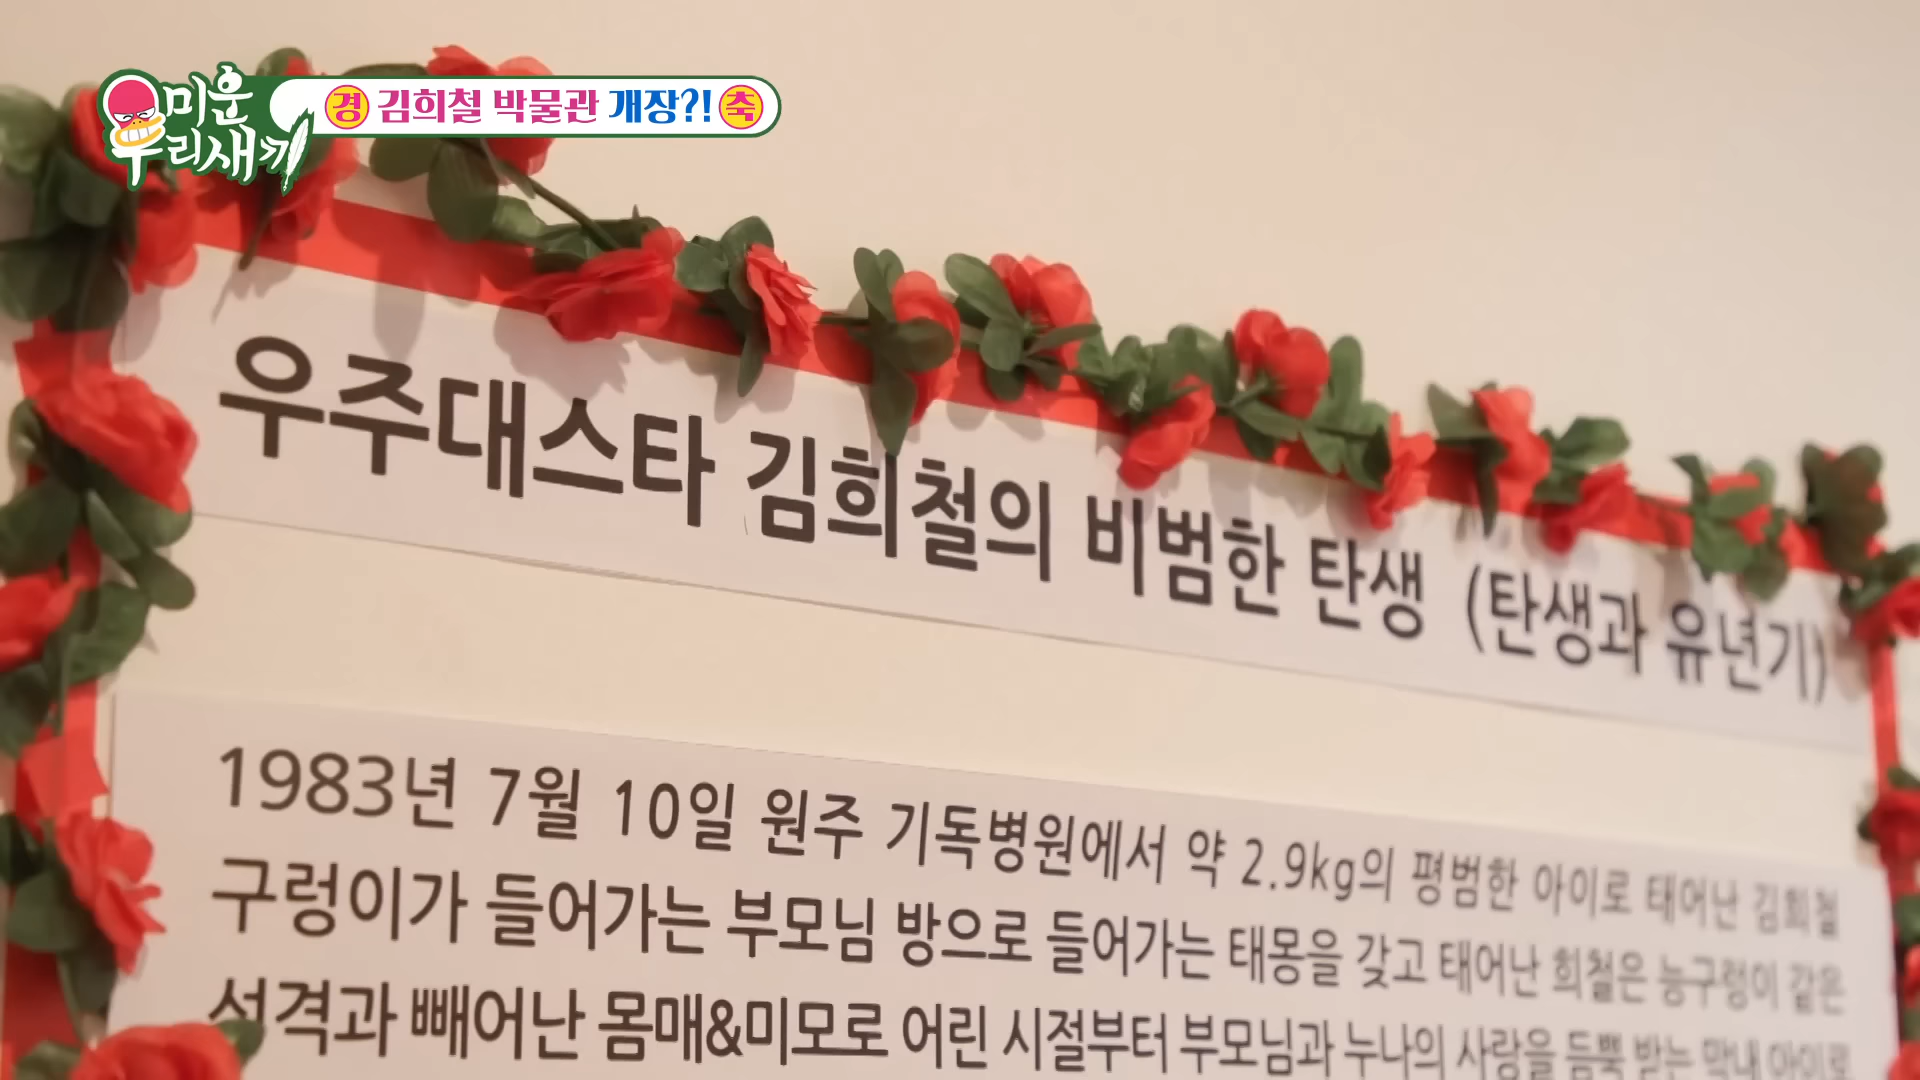 미운
우리새끼
경 김희철 박물관 개장?! 축
우주대스타 김희철의 비범한 탄생 (탄생과 유년기)
1983년 7월 10일 원주 기독병원에서 약 2.9kg의 평범한 아이로 태어난 김희철
구렁이가 들어가는 부모님 방으로 들어가는 태몽을 갖고 태어난 희철은 능구렁이 같은
성격과 빼어난 몸매&미모로 어린 시절부터 부모님과 누나의 사랑을 듬뿍 받는 막내 아이로